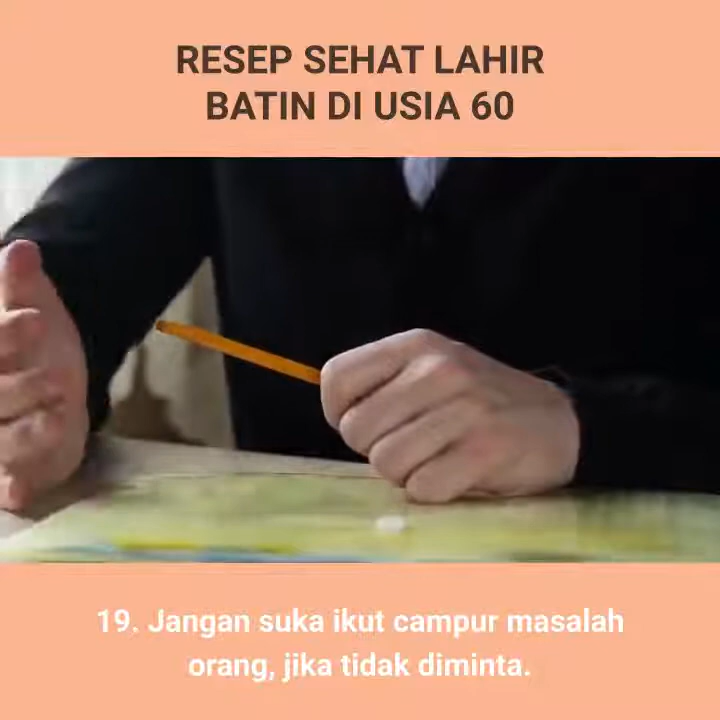 RESEP SEHAT LAHIR
BATIN DI USIA 60
19. Jangan suka ikut campur masalah
orang, jika tidak diminta.